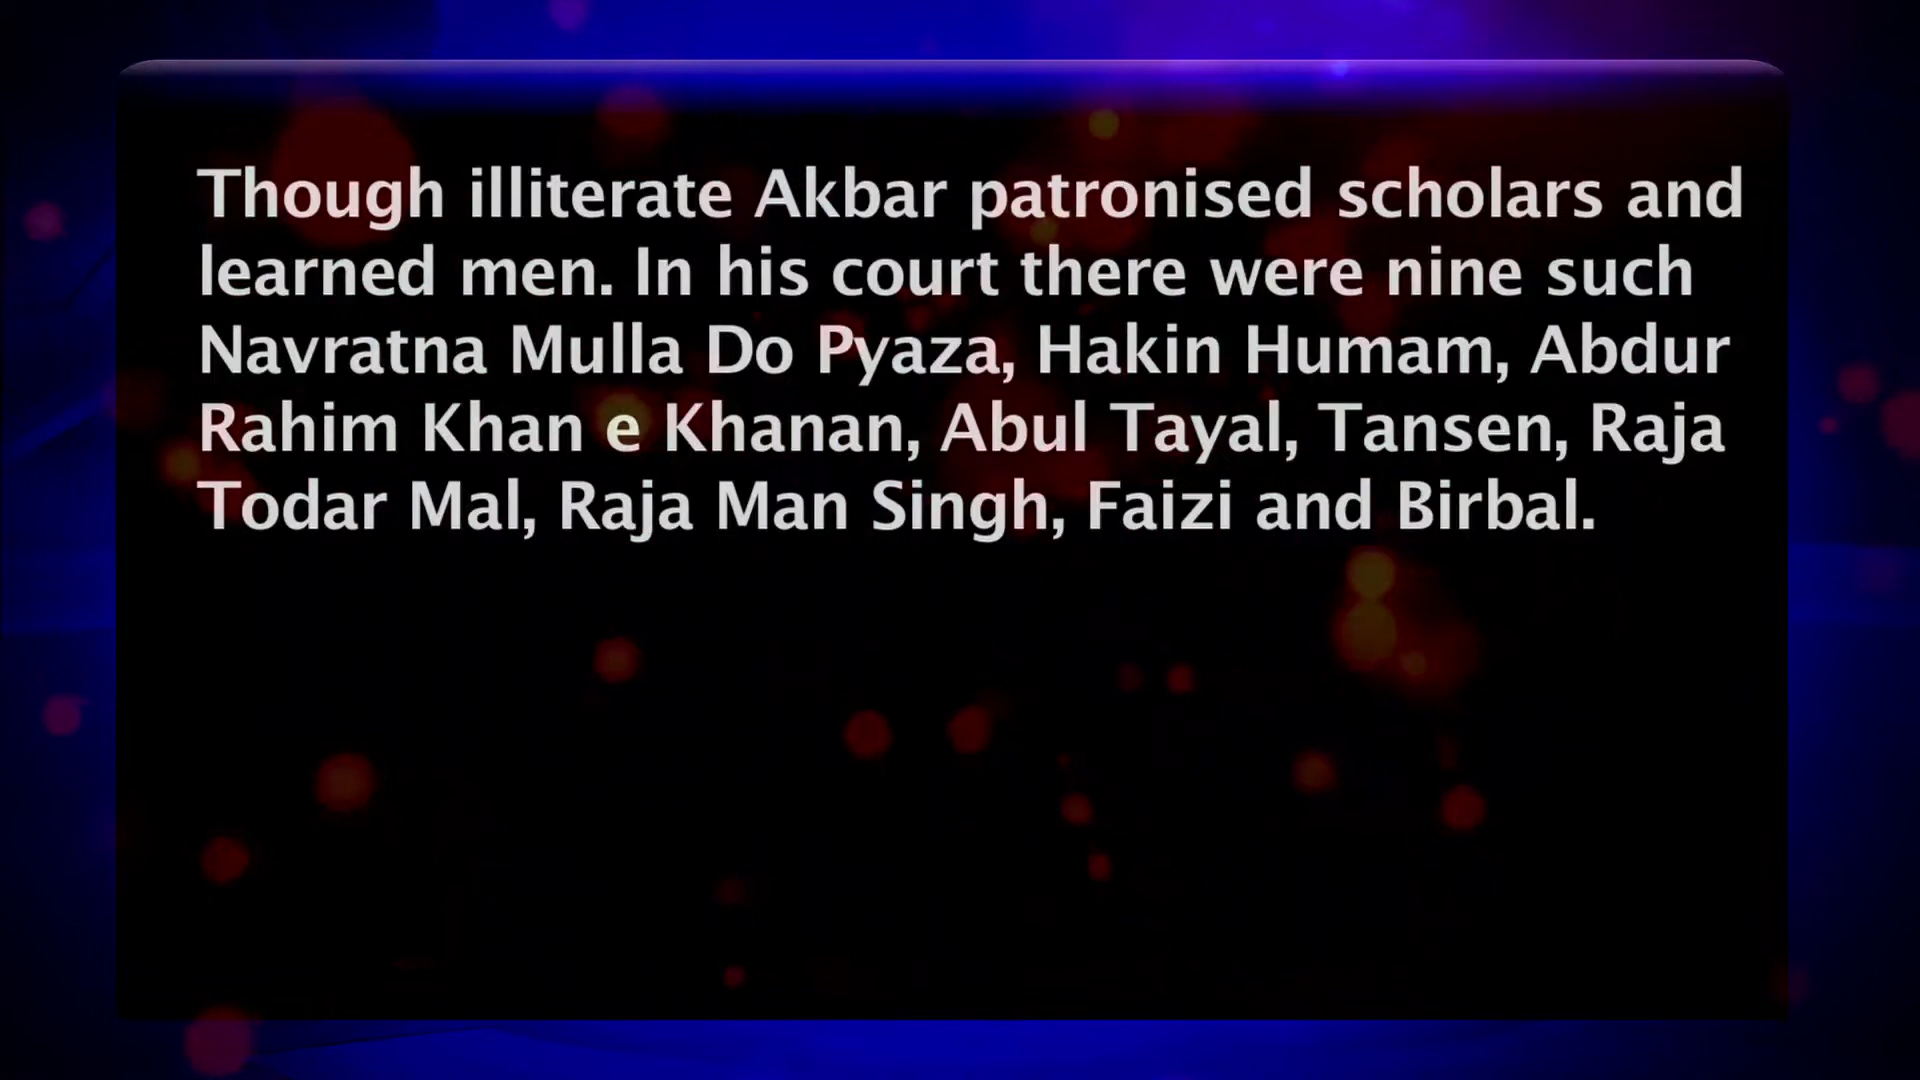 Though illiterate Akbar patronised scholars and
learned men. In his court there were nine such
Navratna Mulla Do Pyaza, Hakin Humam, Abdur
Rahim Khan e Khanan, Abul Tayal, Tansen, Raja
Todar Mal, Raja Man Singh, Faizi and Birbal.